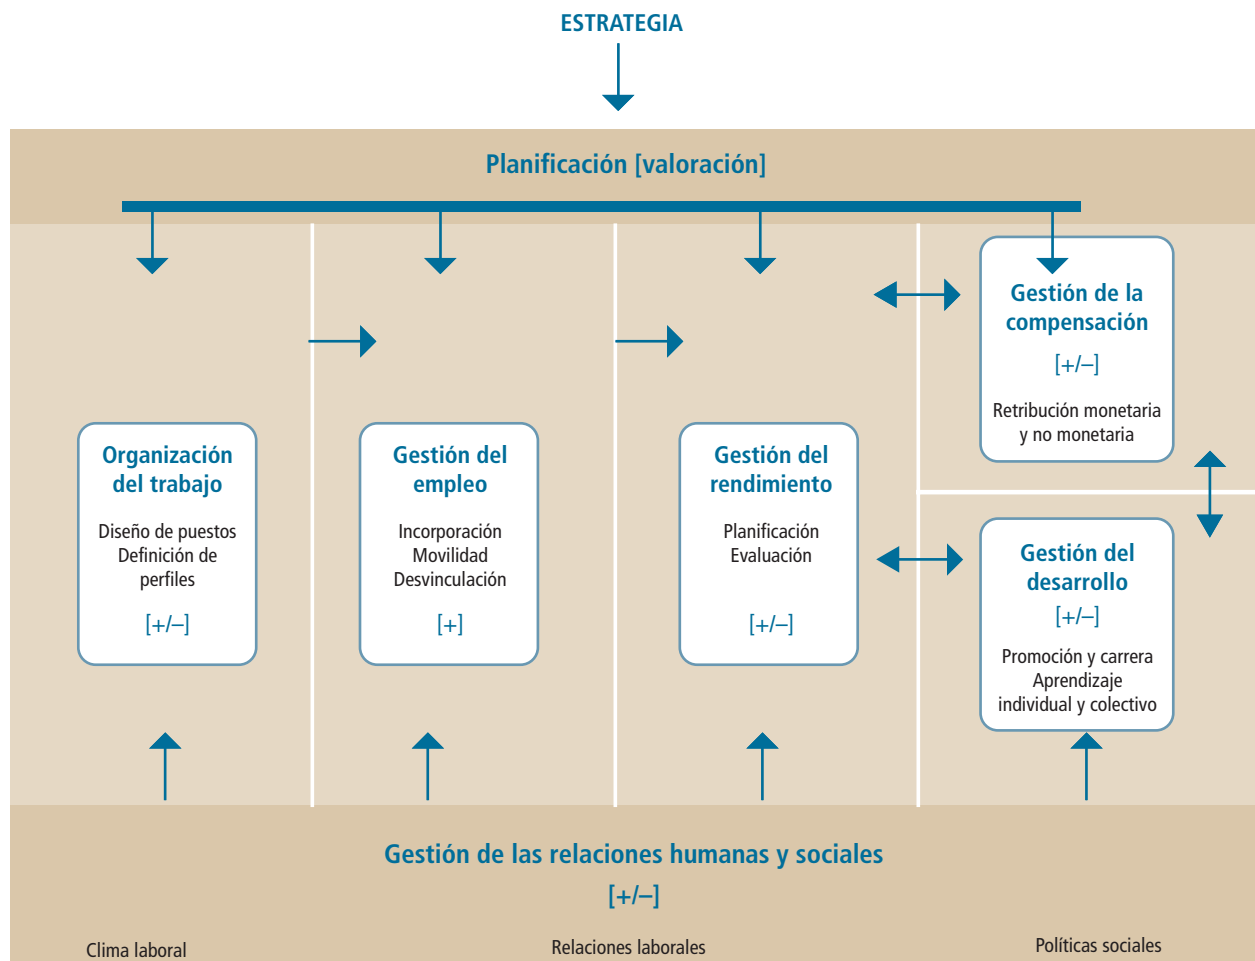 ESTRATEGIA
Planificación [valoración]
Organización
del trabajo
Diseño de puestos
Definición de
perfiles
[+/–]
Gestión del
empleo
Incorporación
Movilidad
Desvinculación
[+]
Gestión del
rendimiento
Planificación
Evaluación
[+/–]
Gestión de la
compensación
[+/–]
Retribución monetaria
y no monetaria
Gestión del
desarrollo
[+/–]
Promoción y carrera
Aprendizaje
individual y colectivo
Gestión de las relaciones humanas y sociales
[+/–]
Clima laboral
Relaciones laborales
Políticas sociales